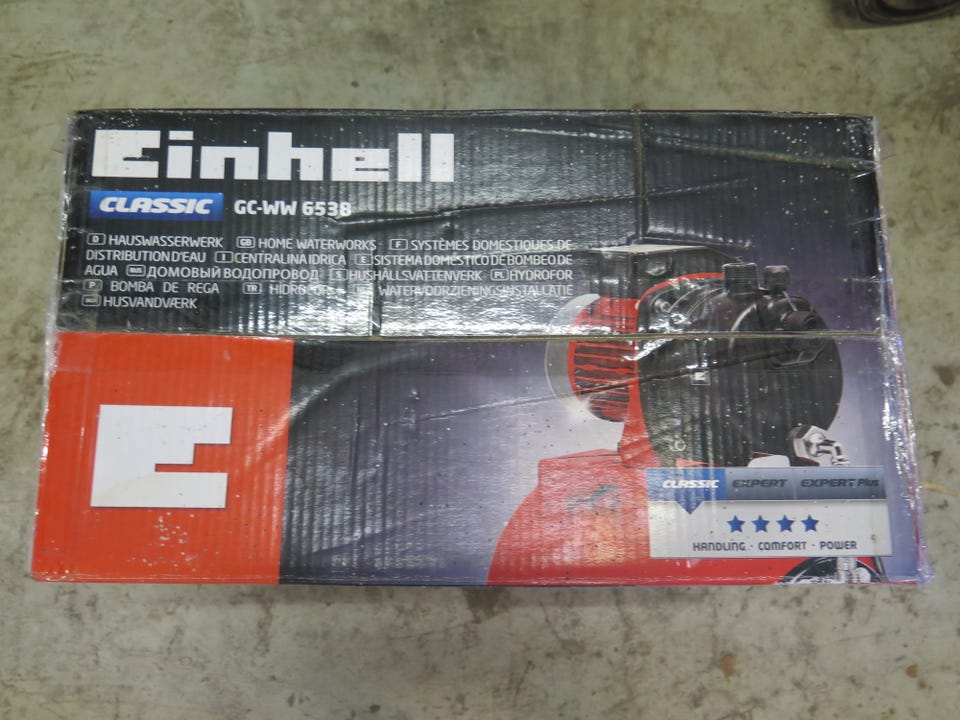 Einhell
CLASSIC GC-WW 6538
D HAUSWASSERWERK GB HOME WATERWORKS F SYSTÈMES DOMESTIQUES DE
DISTRIBUTION D'EAU I CENTRALINA IDRICA E SISTEMA DOMÉSTICO DE BOMBEO DE
AGUA RUS ДОМОВЫЙ ВОДОПРОВОД S HUSHÅLLSVATTENVERK PL HYDROFOR
P BOMBA DE REGA TR HIDROFOR WATERVOORZIENINGSINSTALLATIE
HUSVANDVÆRK
E
CLASSIC EXPERT EXPERT Plus
HANDLING · COMFORT · POWER